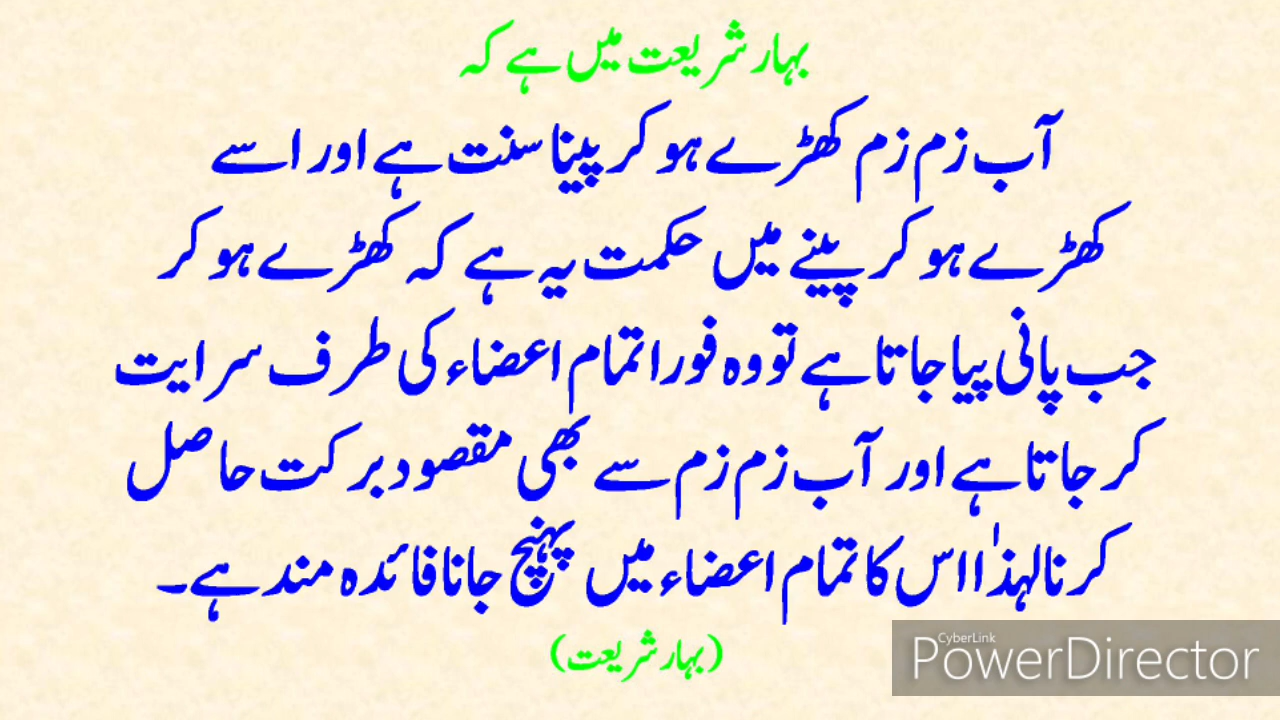 بہار شریعت میں ہے کہ
آب زم زم کھڑے ہو کر پینا سنت ہے اور اسے
کھڑے ہو کر پینے میں حکمت یہ ہے کہ کھڑے ہو کر
جب پانی پیا جاتا ہے تو وہ فورا تمام اعضاء کی طرف سرایت
کر جاتا ہے اور آب زم زم سے بھی مقصود برکت حاصل
کرنا لہذٰا اس کا تمام اعضاء میں پہنچ جانا فائدہ مند ہے۔
(بہار شریعت)
CyberLink
PowerDirector